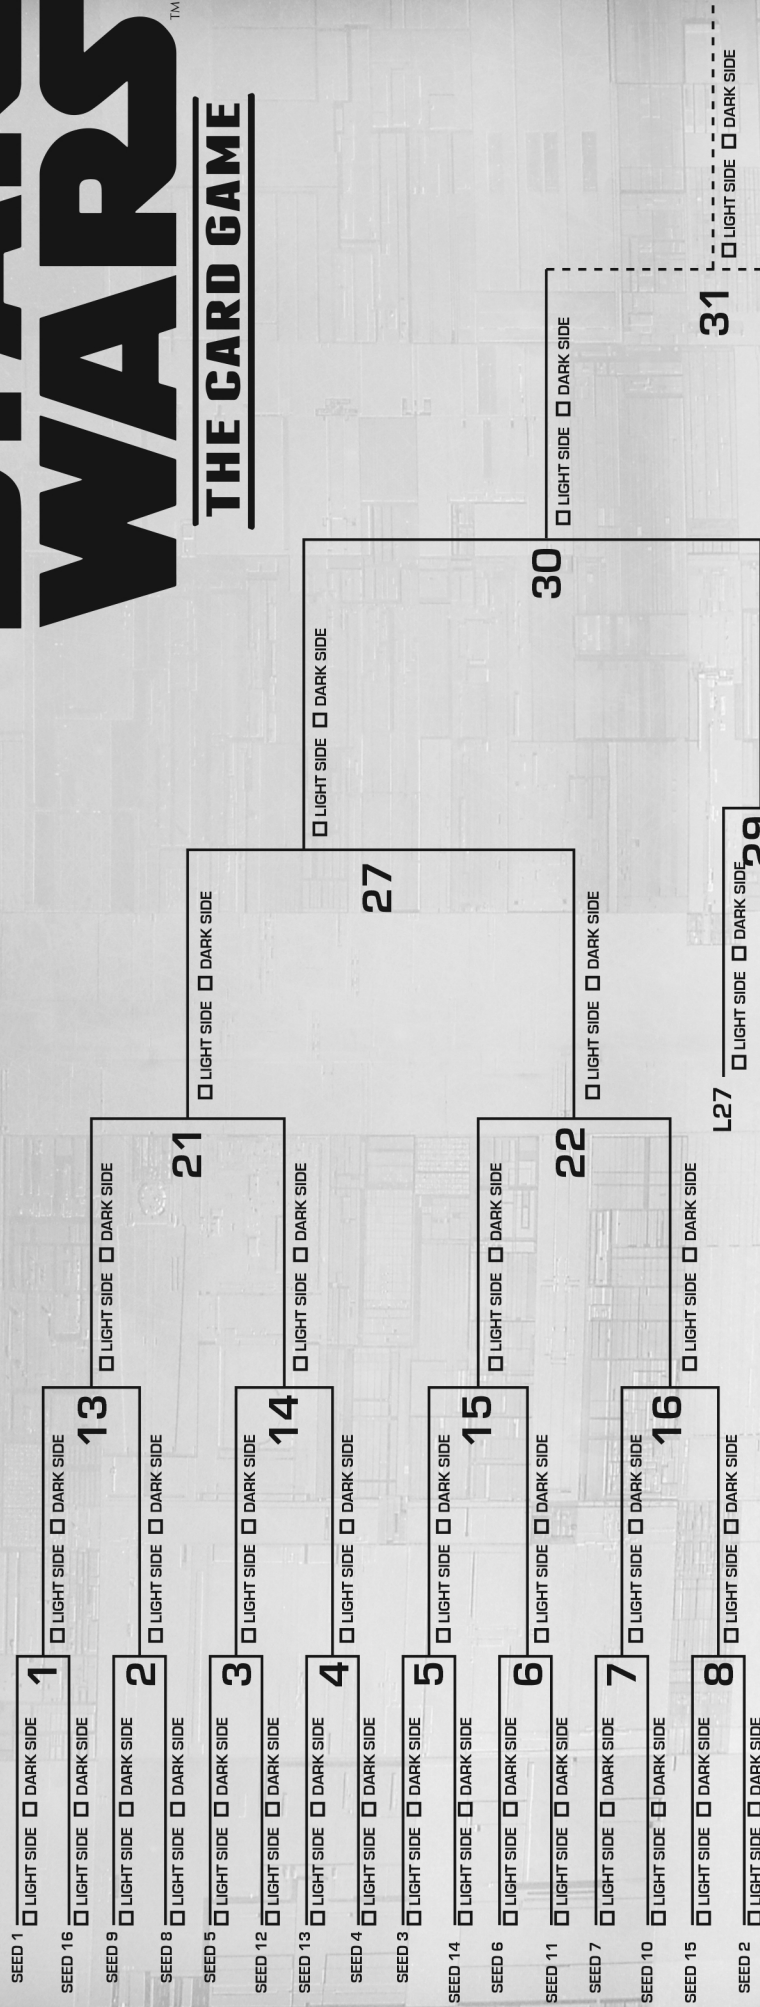 WARS
TM
THE CARD GAME
SEED 1
LIGHT SIDE DARK SIDE
1
LIGHT SIDE DARK SIDE
SEED 16
LIGHT SIDE DARK SIDE
13
LIGHT SIDE DARK SIDE
SEED 9
LIGHT SIDE DARK SIDE
2
LIGHT SIDE DARK SIDE
SEED 8
LIGHT SIDE DARK SIDE
21
LIGHT SIDE DARK SIDE
SEED 5
LIGHT SIDE DARK SIDE
3
LIGHT SIDE DARK SIDE
SEED 12
LIGHT SIDE DARK SIDE
14
LIGHT SIDE DARK SIDE
SEED 13
LIGHT SIDE DARK SIDE
LIGHT SIDE DARK SIDE
4
LIGHT SIDE DARK SIDE
SEED 4
LIGHT SIDE DARK SIDE
27
SEED 3
LIGHT SIDE DARK SIDE
5
LIGHT SIDE DARK SIDE
SEED 14
LIGHT SIDE DARK SIDE
15
LIGHT SIDE DARK SIDE
SEED 6
LIGHT SIDE DARK SIDE
6
LIGHT SIDE DARK SIDE
30
SEED 11
LIGHT SIDE DARK SIDE
LIGHT SIDE DARK SIDE
22
LIGHT SIDE DARK SIDE
SEED 7
LIGHT SIDE DARK SIDE
7
LIGHT SIDE DARK SIDE
SEED 10
LIGHT SIDE DARK SIDE
16
LIGHT SIDE DARK SIDE
SEED 15
LIGHT SIDE DARK SIDE
31
LIGHT SIDE DARK SIDE
8
LIGHT SIDE DARK SIDE
L27
LIGHT SIDE DARK SIDE
29
SEED 2
LIGHT SIDE DARK SIDE